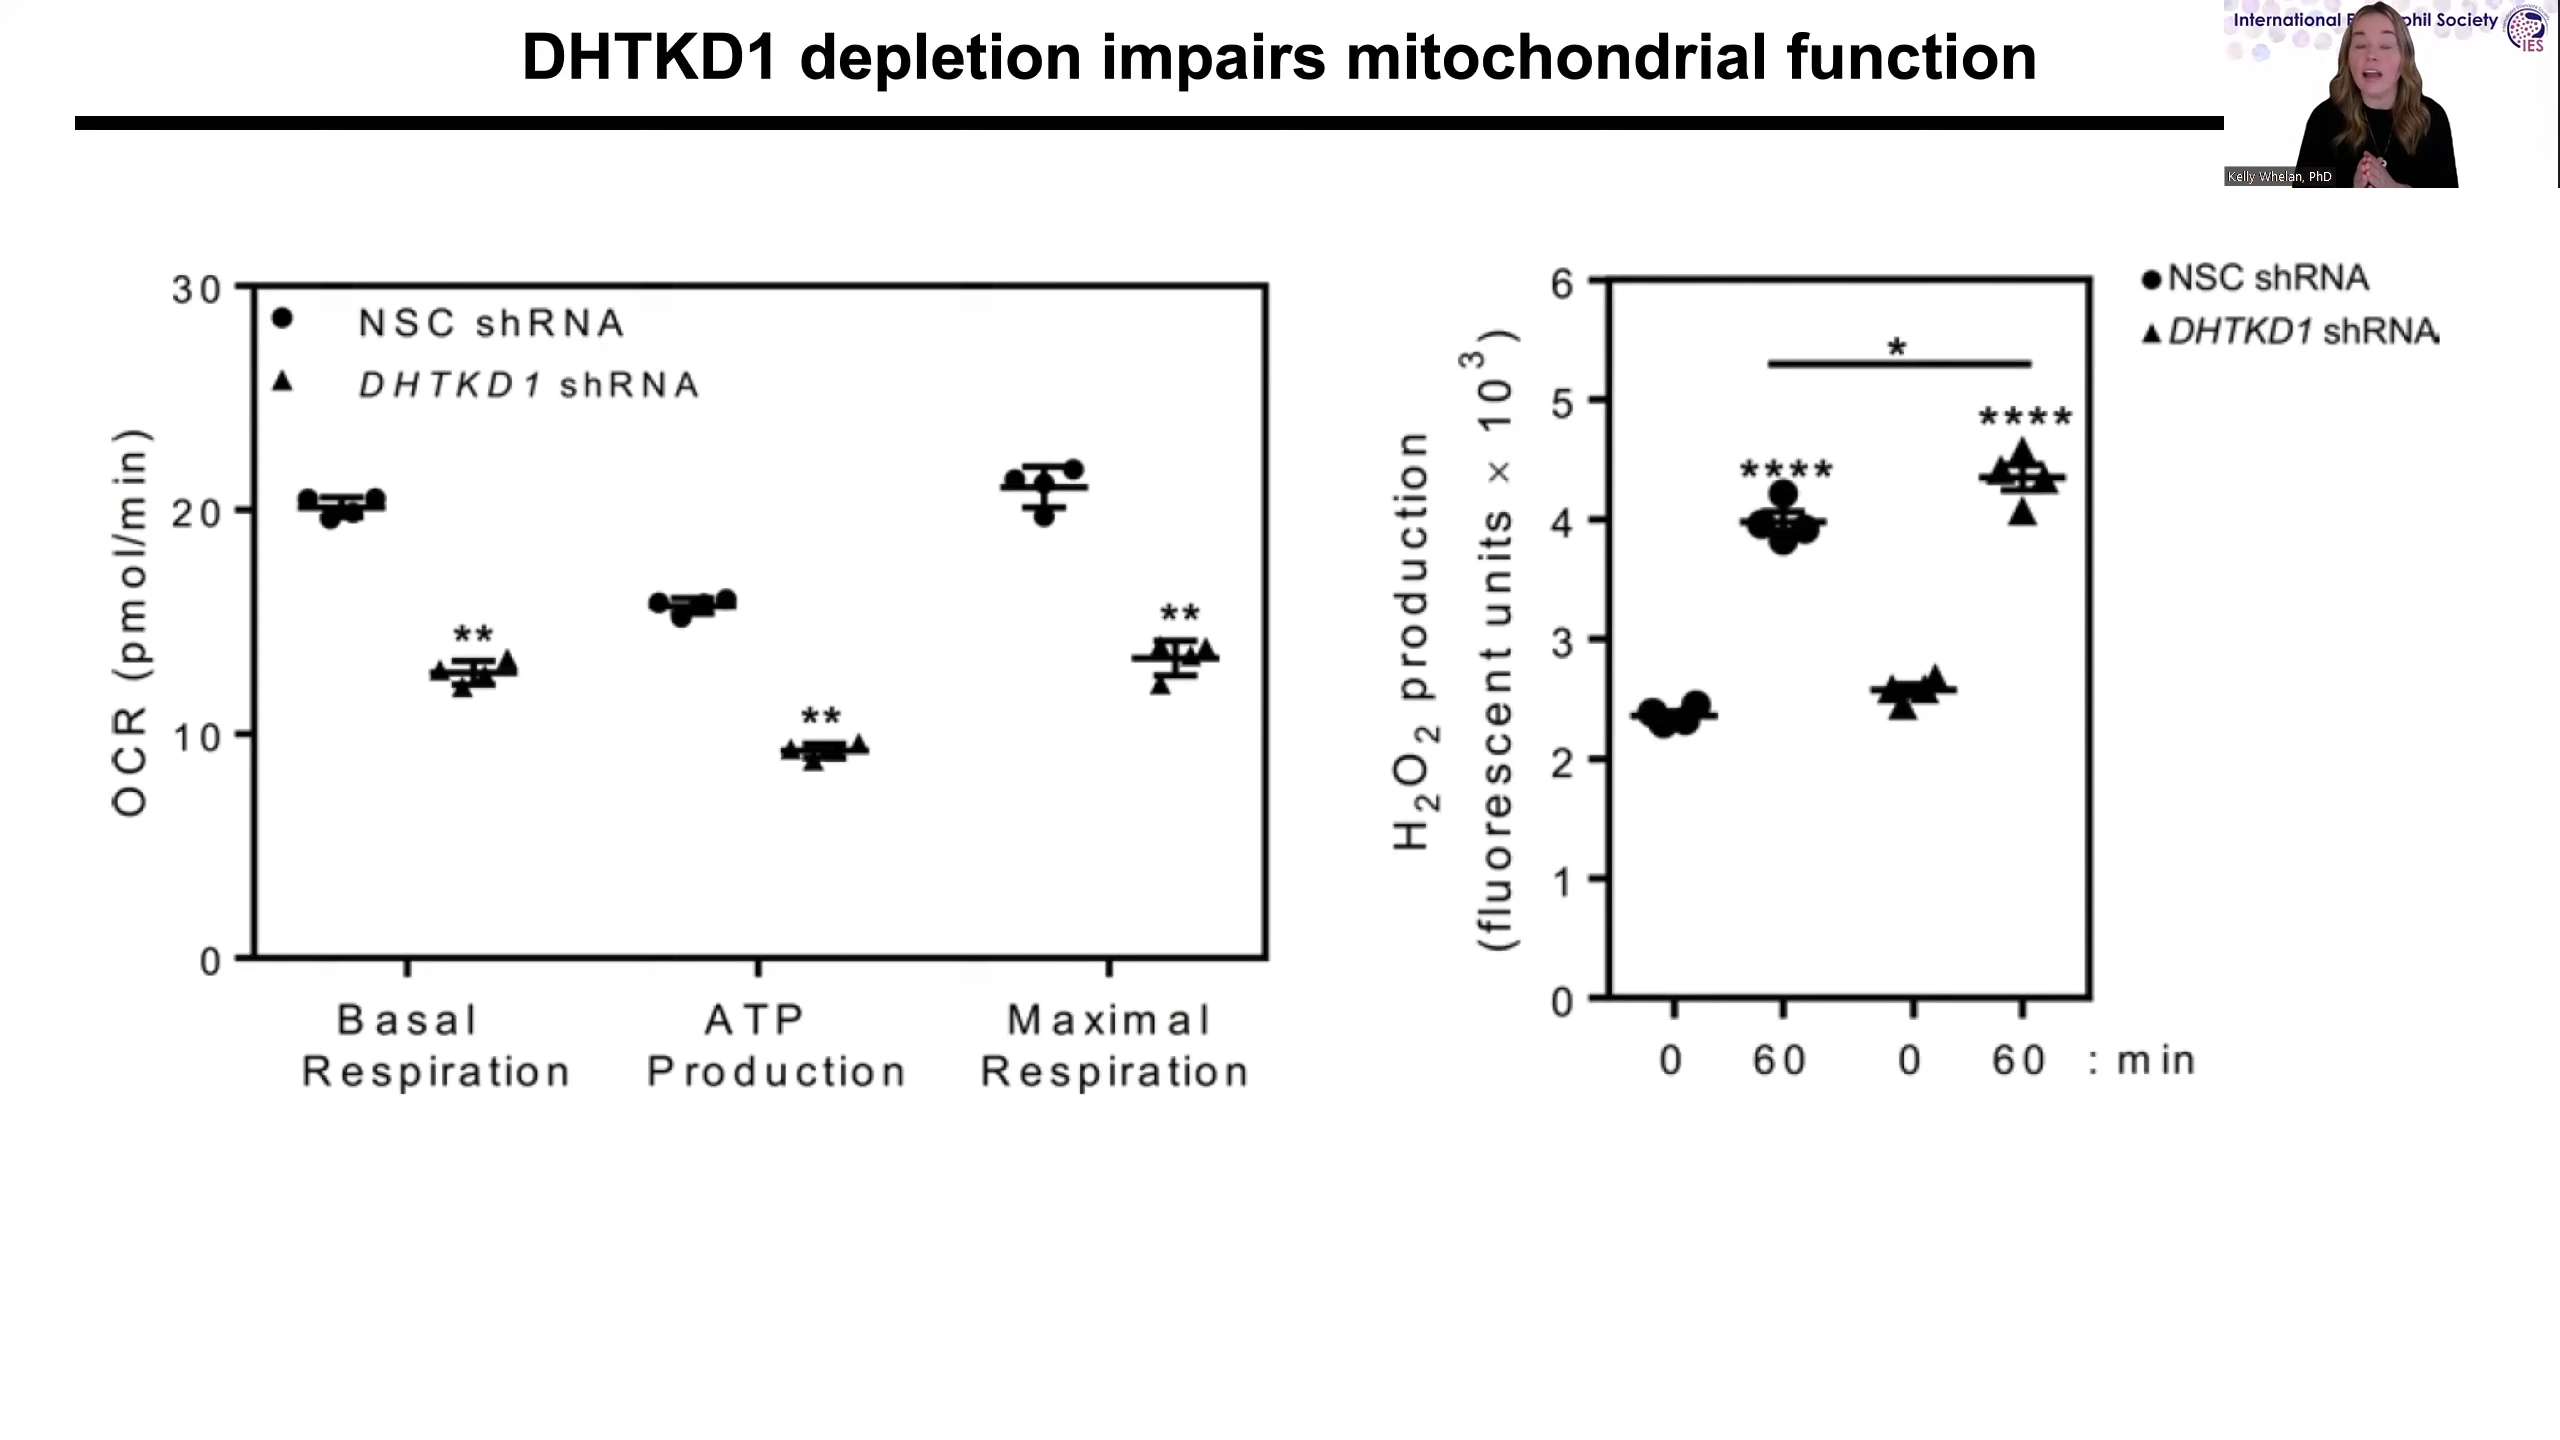 DHTKD1 depletion impairs mitochondrial function
International E phil Society
IES
Kelly Whelan, PhD
30
20
10
0
OCR (pmol/min)
NSC shRNA
DHTKD1 shRNA
**
**
**
Basal Respiration
ATP Production
Maximal Respiration
H₂O₂ production
(fluorescent units × 10³)
6
5
4
3
2
1
0
*
****
****
0 60 0 60 : min
NSC shRNA
DHTKD1 shRNA